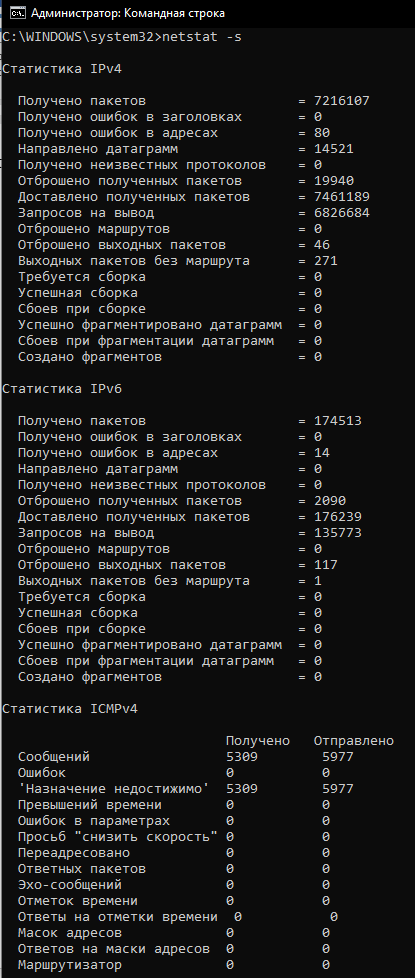 Администратор: Командная строка
C:\WINDOWS\system32>netstat -s
Статистика IPv4
Получено пакетов = 7216107
Получено ошибок в заголовках = 0
Получено ошибок в адресах = 80
Направлено датаграмм = 14521
Получено неизвестных протоколов = 0
Отброшено полученных пакетов = 19940
Доставлено полученных пакетов = 7461189
Запросов на вывод = 6826684
Отброшено маршрутов = 0
Отброшено выходных пакетов = 46
Выходных пакетов без маршрута = 271
Требуется сборка = 0
Успешная сборка = 0
Сбоев при сборке = 0
Успешно фрагментировано датаграмм = 0
Сбоев при фрагментации датаграмм = 0
Создано фрагментов = 0
Статистика IPv6
Получено пакетов = 174513
Получено ошибок в заголовках = 0
Получено ошибок в адресах = 14
Направлено датаграмм = 0
Получено неизвестных протоколов = 0
Отброшено полученных пакетов = 2090
Доставлено полученных пакетов = 176239
Запросов на вывод = 135773
Отброшено маршрутов = 0
Отброшено выходных пакетов = 117
Выходных пакетов без маршрута = 1
Требуется сборка = 0
Успешная сборка = 0
Сбоев при сборке = 0
Успешно фрагментировано датаграмм = 0
Сбоев при фрагментации датаграмм = 0
Создано фрагментов = 0
Статистика ICMPv4
Получено Отправлено
Сообщений 5309 5977
Ошибок 0 0
'Назначение недостижимо' 5309 5977
Превышений времени 0 0
Ошибок в параметрах 0 0
Просьб "снизить скорость" 0 0
Переадресовано 0 0
Ответных пакетов 0 0
Эхо-сообщений 0 0
Отметок времени 0 0
Ответы на отметки времени 0 0
Масок адресов 0 0
Ответов на маски адресов 0 0
Маршрутизатор 0 0